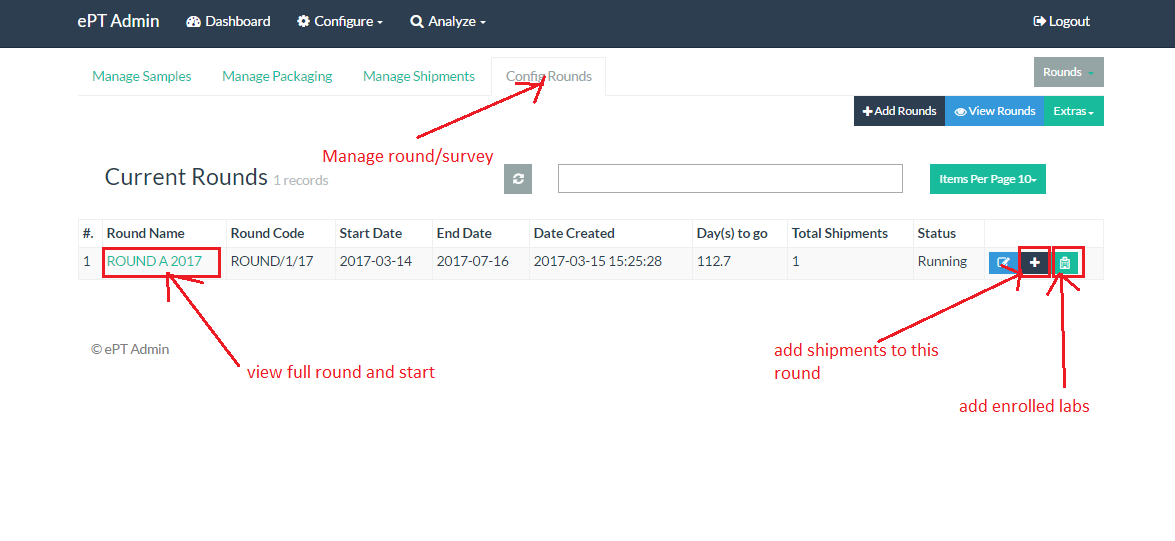 ePT Admin Dashboard Configure Analyze Logout
Manage Samples Manage Packaging Manage Shipments Config Rounds Rounds
Add Rounds View Rounds Extras
Manage round/survey
Current Rounds 1 records Items Per Page 10
#. Round Name Round Code Start Date End Date Date Created Day(s) to go Total Shipments Status
1 ROUND A 2017 ROUND/1/17 2017-03-14 2017-07-16 2017-03-15 15:25:28 112.7 1 Running
© ePT Admin
view full round and start
add shipments to this
round
add enrolled labs